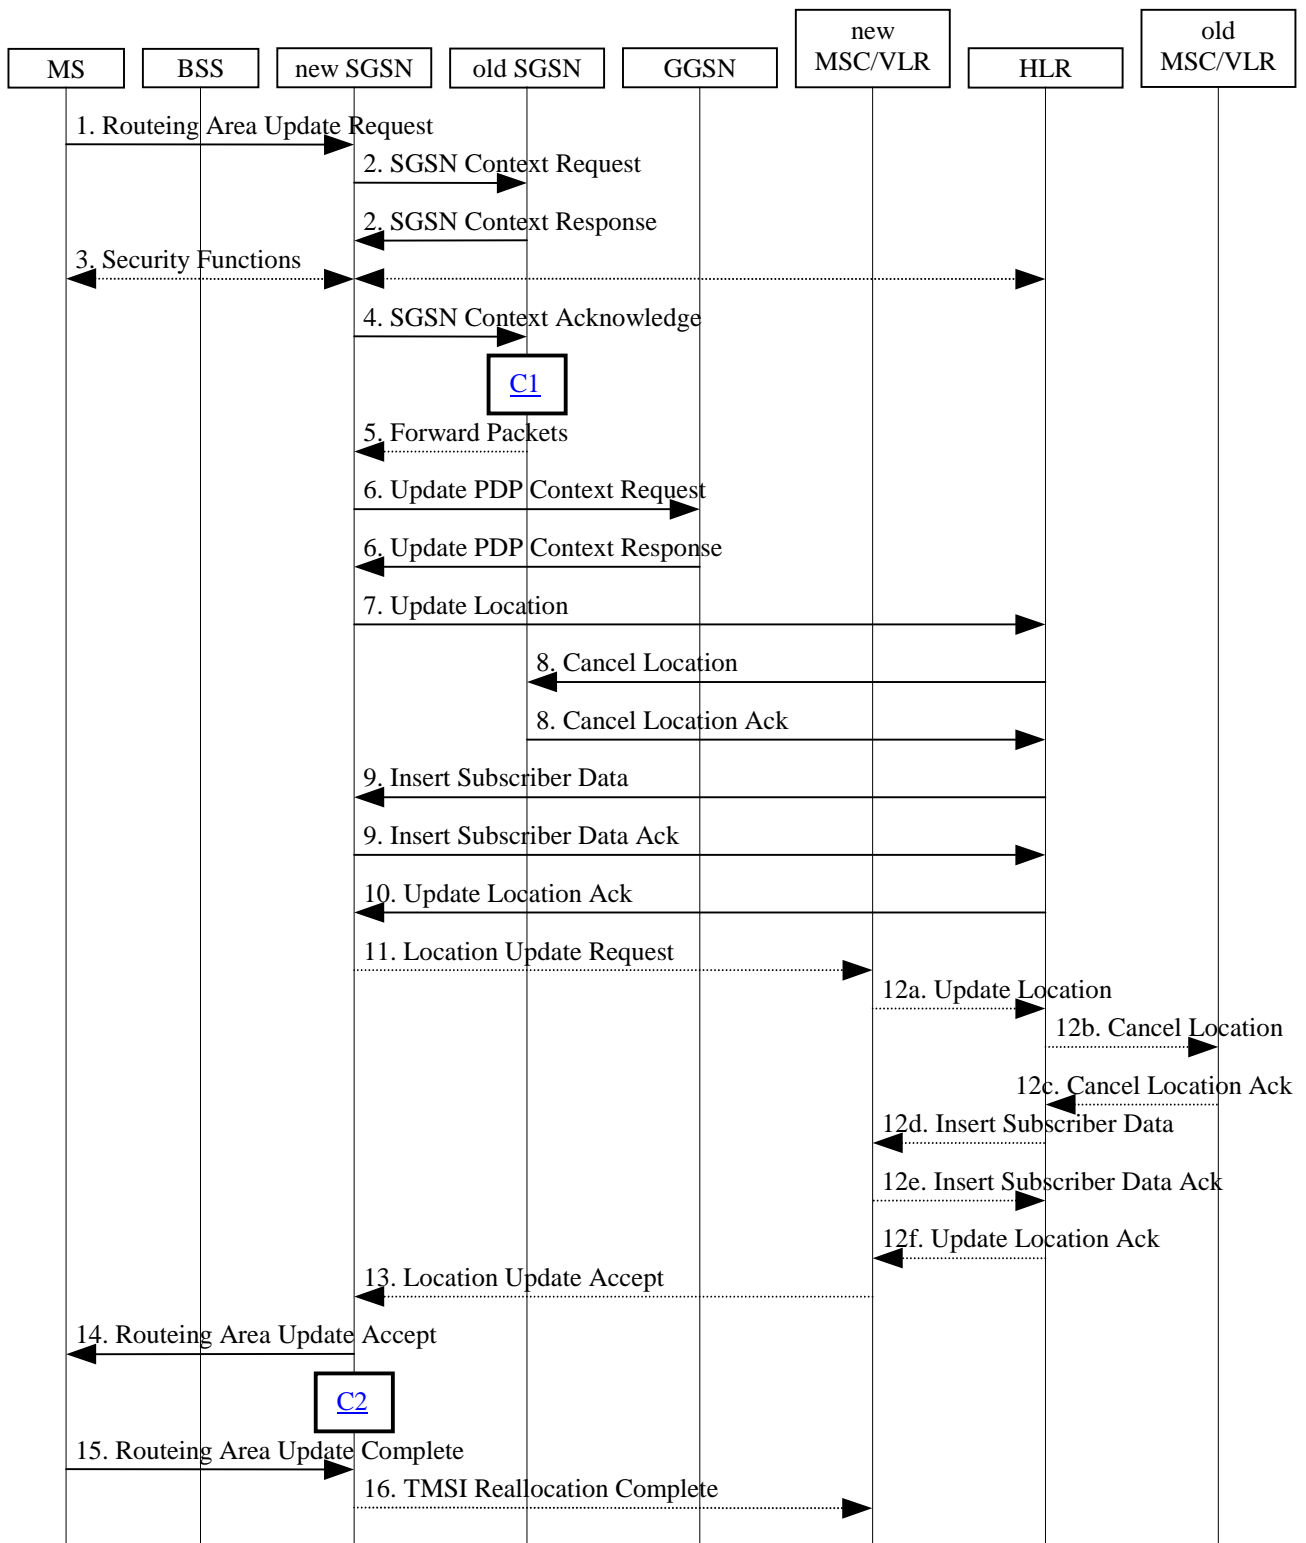 new
MSC/VLR
old
MSC/VLR
MS
BSS
new SGSN
old SGSN
GGSN
HLR
1. Routeing Area Update Request
2. SGSN Context Request
2. SGSN Context Response
3. Security Functions
4. SGSN Context Acknowledge
C1
5. Forward Packets
6. Update PDP Context Request
6. Update PDP Context Response
7. Update Location
8. Cancel Location
8. Cancel Location Ack
9. Insert Subscriber Data
9. Insert Subscriber Data Ack
10. Update Location Ack
11. Location Update Request
12a. Update Location
12b. Cancel Location
12c. Cancel Location Ack
12d. Insert Subscriber Data
12e. Insert Subscriber Data Ack
12f. Update Location Ack
13. Location Update Accept
14. Routeing Area Update Accept
C2
15. Routeing Area Update Complete
16. TMSI Reallocation Complete